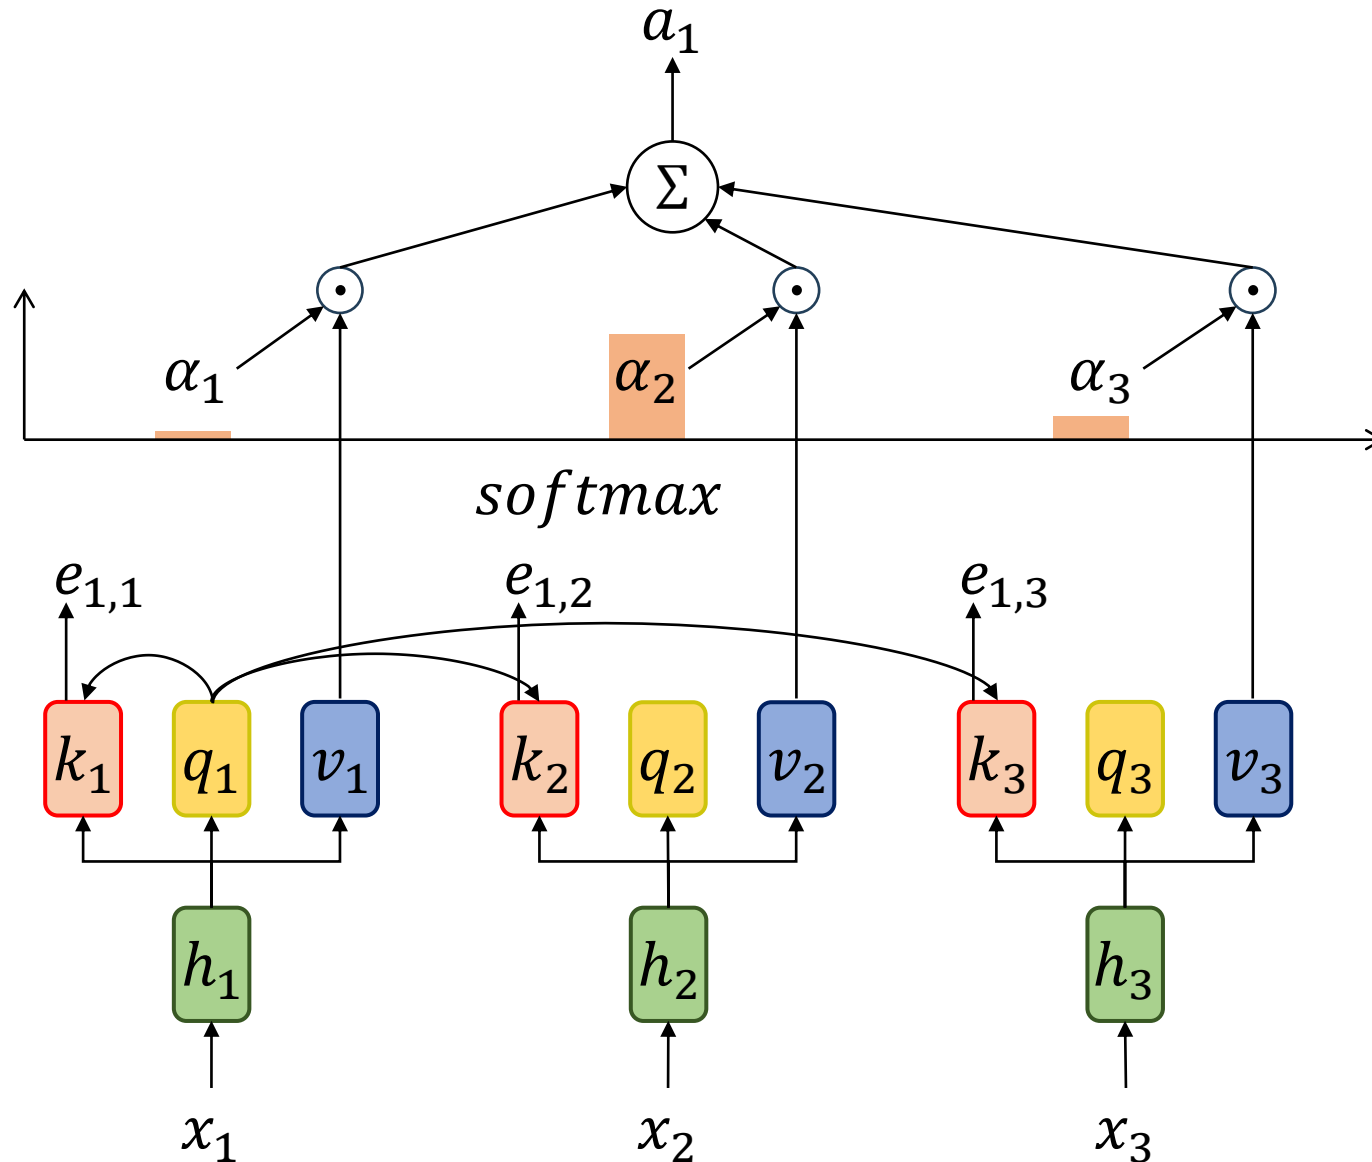 a₁
Σ
α₁ α₂ α₃
softmax
e₁,₁ e₁,₂ e₁,₃
k₁ q₁ v₁ k₂ q₂ v₂ k₃ q₃ v₃
h₁ h₂ h₃
x₁ x₂ x₃